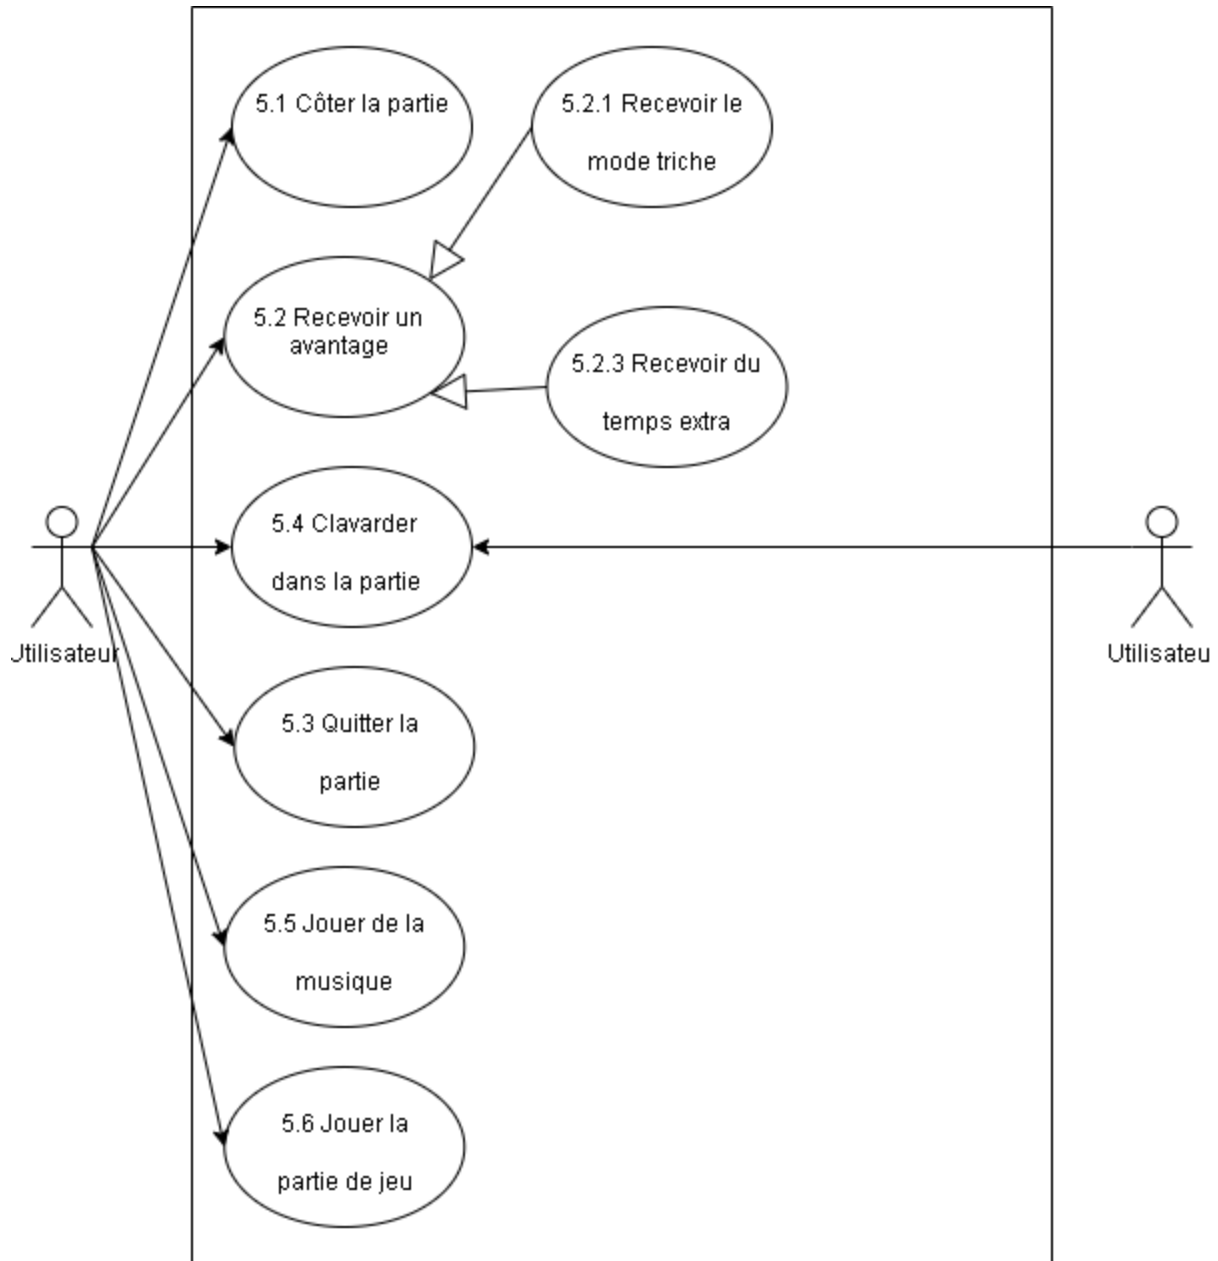 5.1 Côter la partie
5.2.1 Recevoir le
mode triche
5.2 Recevoir un
avantage
5.2.3 Recevoir du
temps extra
5.4 Clavarder
dans la partie
Utilisateur
Utilisateu
5.3 Quitter la
partie
5.5 Jouer de la
musique
5.6 Jouer la
partie de jeu